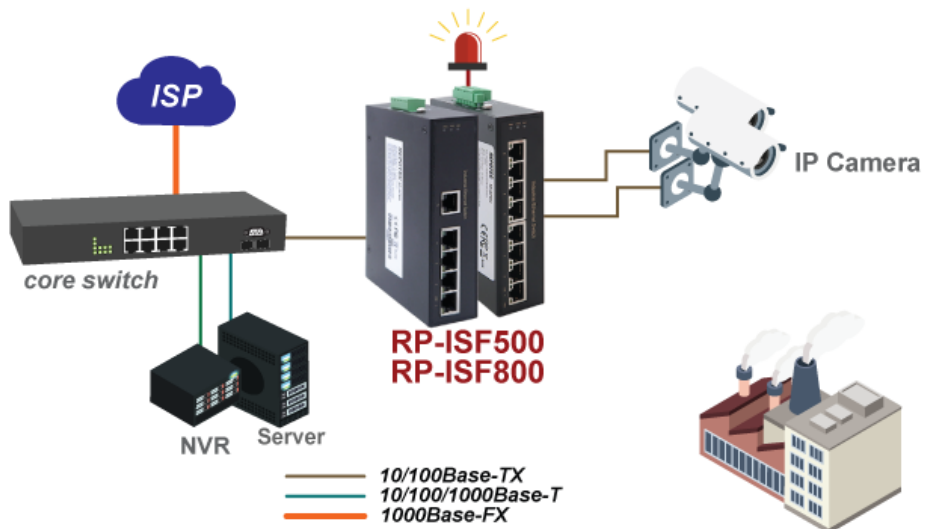 ISP
IP Camera
core switch
RP-ISF500
RP-ISF800
NVR
Server
10/100Base-TX
10/100/1000Base-T
1000Base-FX